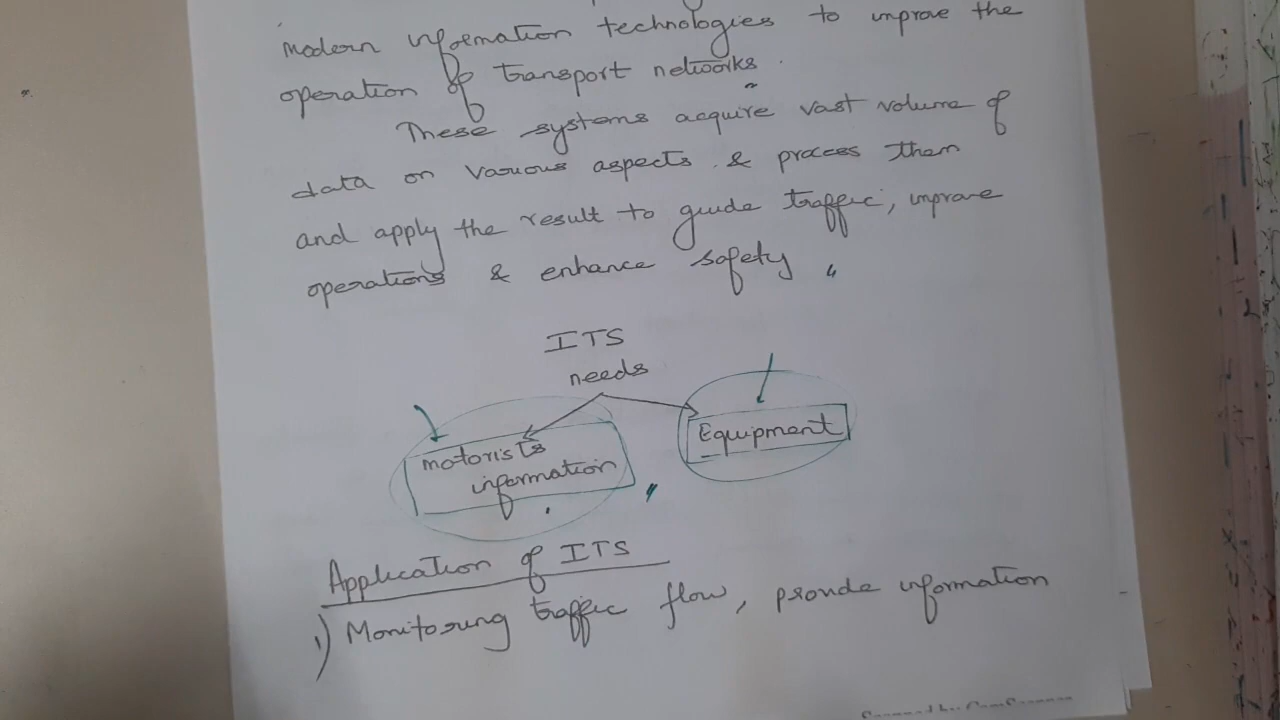 modern information technologies to improve the
operation of transport networks.
These systems acquire vast volume of
data on various aspects & process them
and apply the result to guide traffic, improve
operations & enhance safety
ITS
needs
motorists
information
Equipment
Application of ITS
1) Monitoring traffic flow, provide information